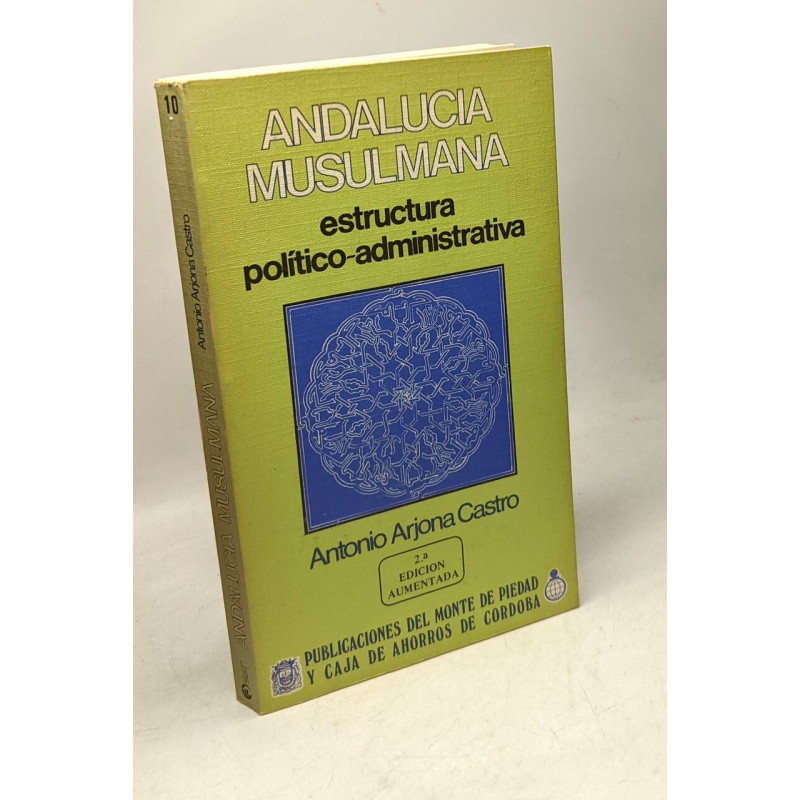 ANDALUCIA
MUSULMANA
estructura
político-administrativa
Antonio Arjona Castro
2.a
EDICION
AUMENTADA
PUBLICACIONES DEL MONTE DE PIEDAD
Y CAJA DE AHORROS DE CORDOBA
10
Antonio Arjona Castro
ANDALUCIA MUSULMANA